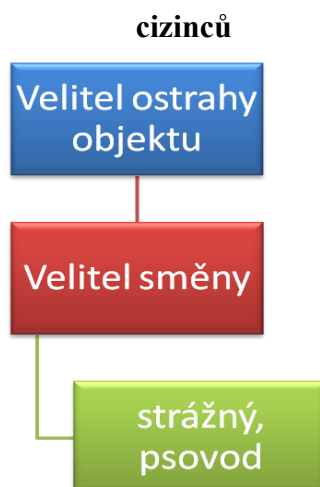 cizinců
Velitel ostrahy
objektu
Velitel směny
strážný,
psovod